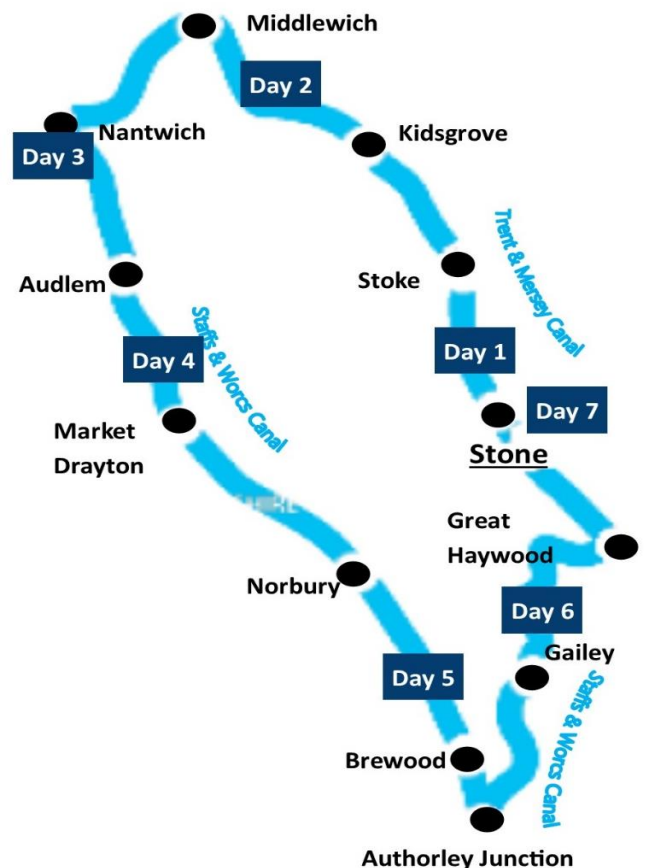 Middlewich
Day 2
Nantwich
Kidsgrove
Day 3
Trent & Mersey Canal
Stoke
Audlem
Staffs & Worcs Canal
Day 4
Day 1
Day 7
Market
Drayton
Stone
Great
Haywood
Norbury
Day 6
Gailey
Day 5
Staffs & Worcs Canal
Brewood
Authorley Junction